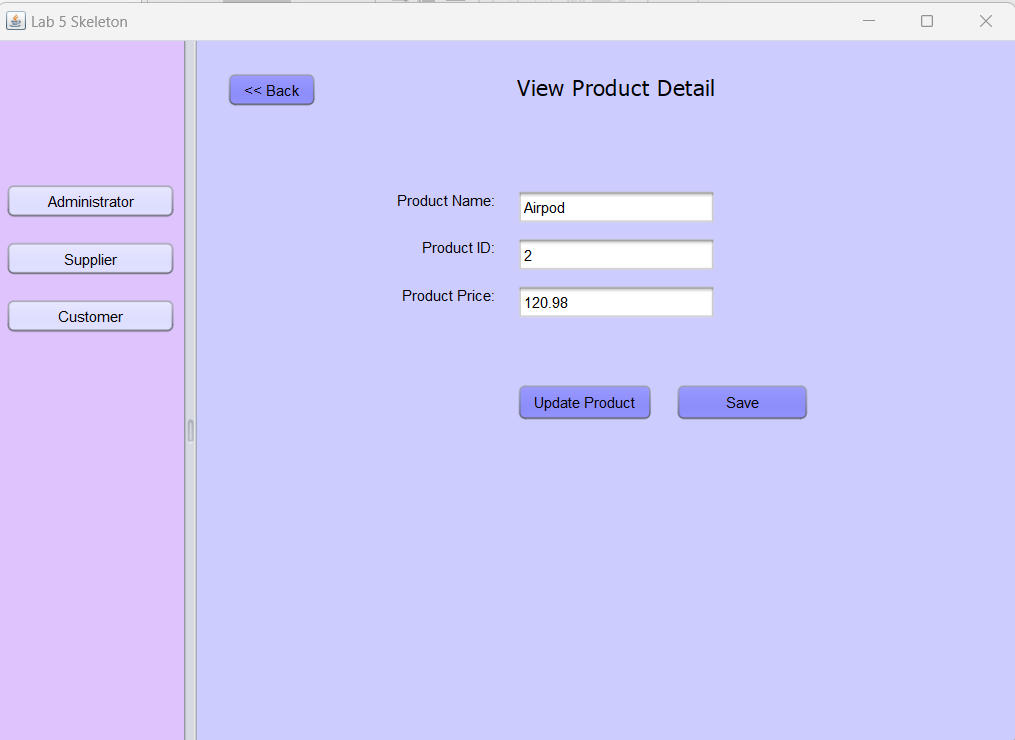 Lab 5 Skeleton
<< Back
View Product Detail
Administrator
Supplier
Customer
Product Name: Airpod
Product ID: 2
Product Price: 120.98
Update Product Save